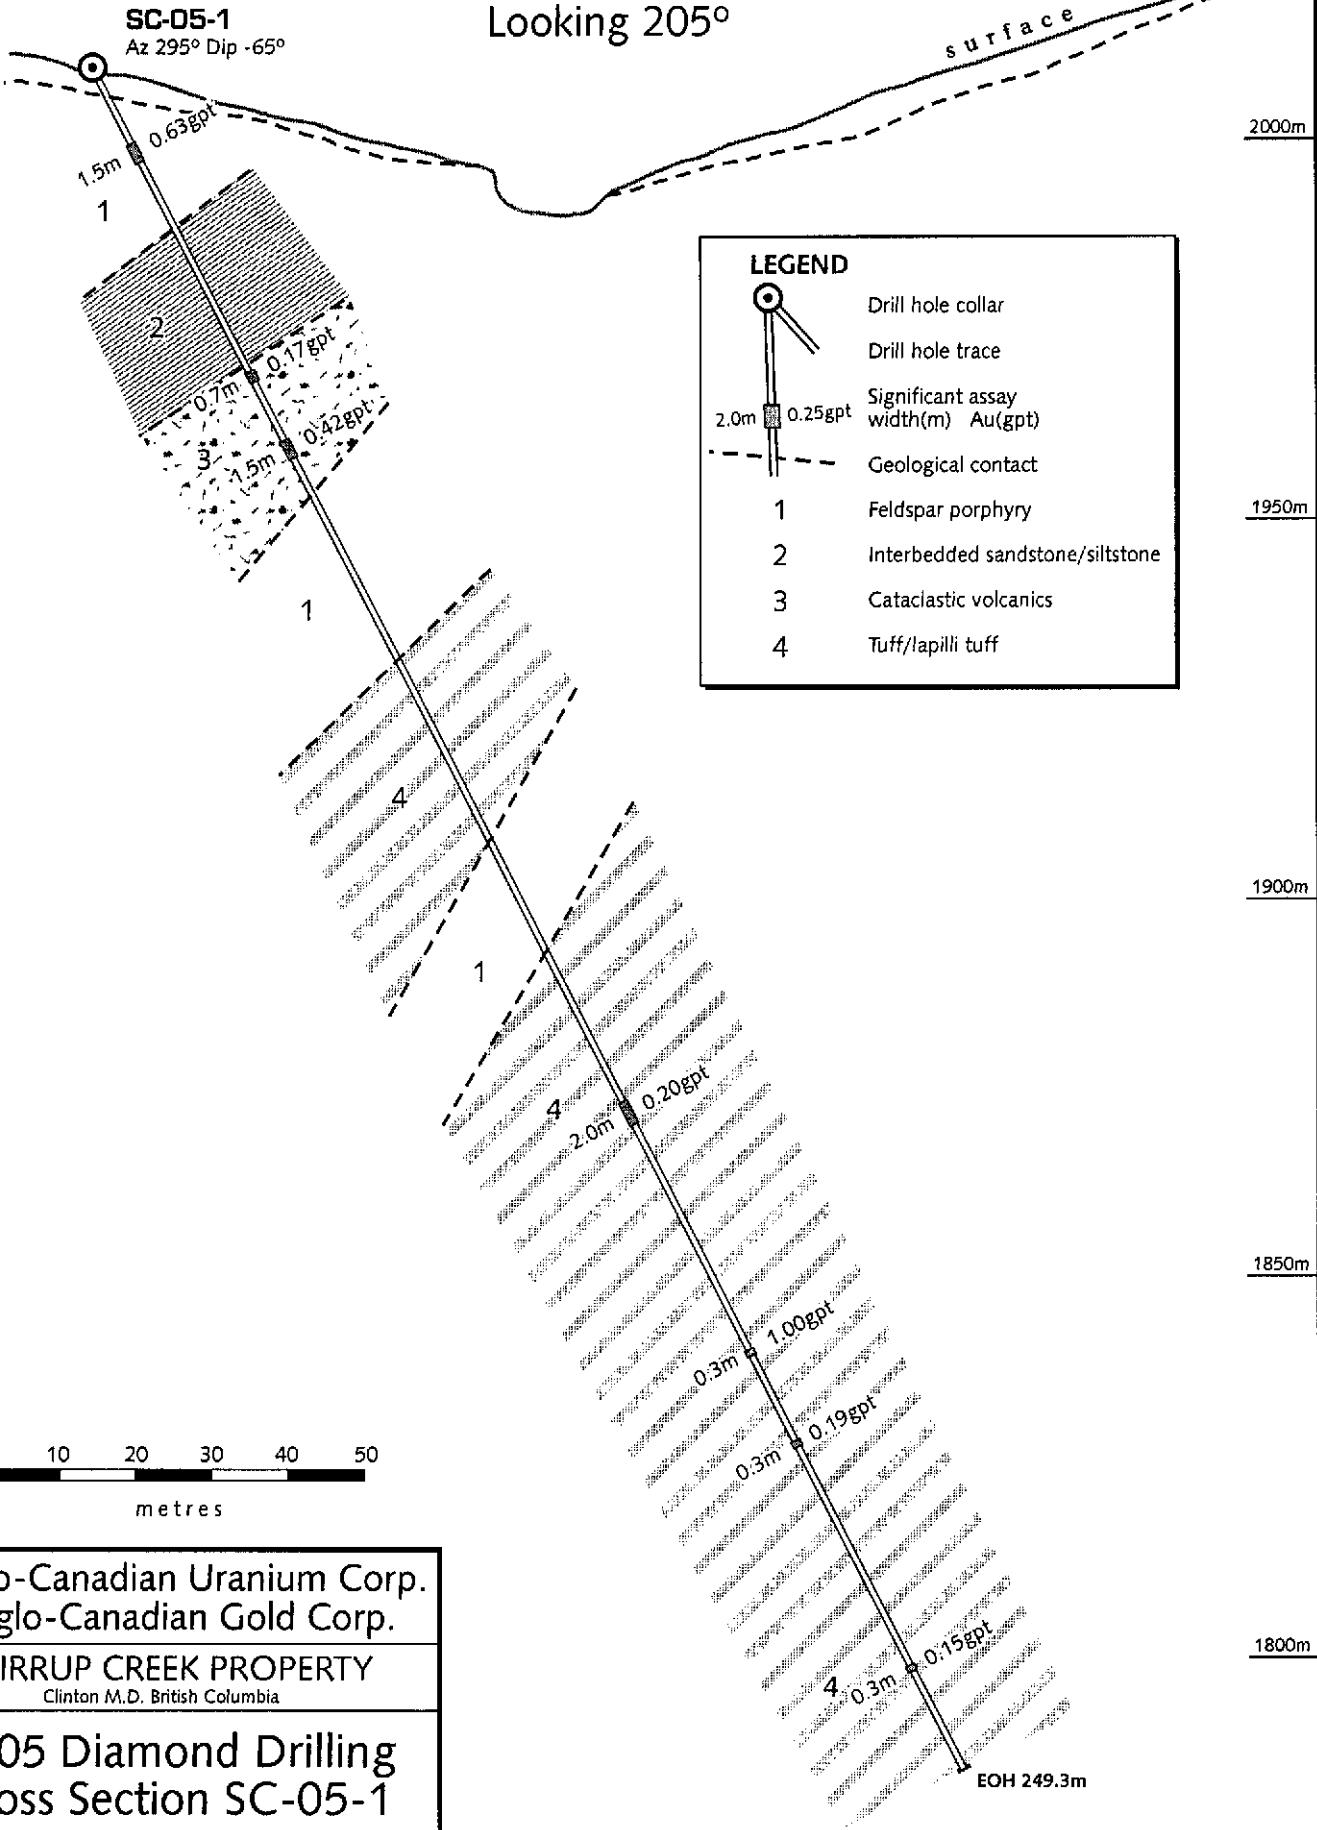 SC-05-1
Az 295º Dip -65º
Looking 205º
surface
2000m
0.63gpt
1.5m
1
2
0.17gpt
0.7m
0.42gpt
1.5m
3
1
LEGEND
Drill hole collar
Drill hole trace
2.0m 0.25gpt Significant assay
width(m) Au(gpt)
Geological contact
1 Feldspar porphyry
2 Interbedded sandstone/siltstone
3 Cataclastic volcanics
4 Tuff/lapilli tuff
1950m
4
1900m
1
4
0.20gpt
2.0m
1850m
1.00gpt
0.3m
0.19gpt
0.3m
10 20 30 40 50
metres
1800m
0.15gpt
4
0.3m
EOH 249.3m
o-Canadian Uranium Corp.
glo-Canadian Gold Corp.
IRRUP CREEK PROPERTY
Clinton M.D. British Columbia
05 Diamond Drilling
oss Section SC-05-1